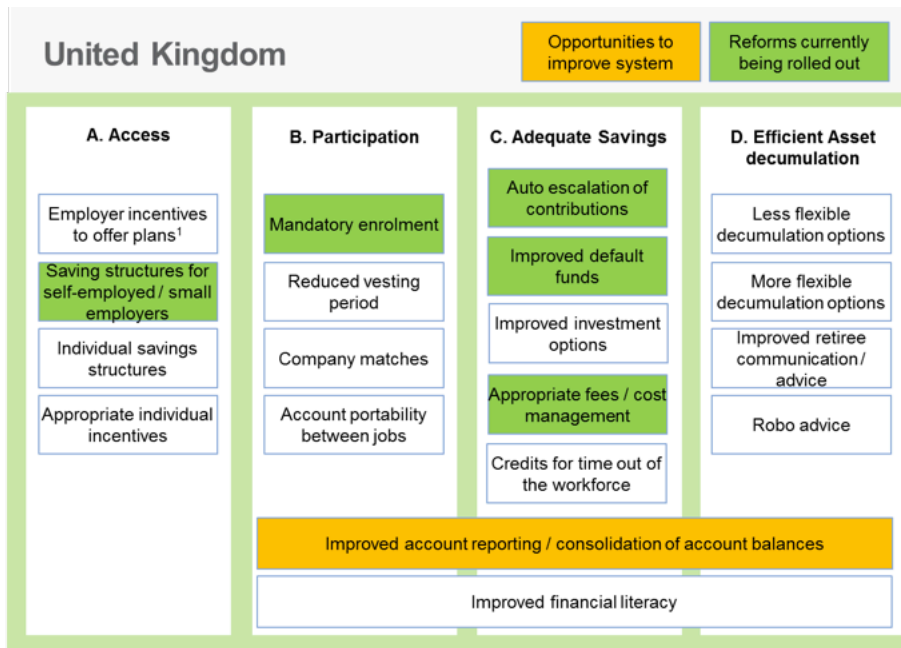 United Kingdom
Opportunities to
improve system
Reforms currently
being rolled out
A. Access
Employer incentives
to offer plans1
Saving structures for
self-employed / small
employers
Individual savings
structures
Appropriate individual
incentives
B. Participation
Mandatory enrolment
Reduced vesting
period
Company matches
Account portability
between jobs
C. Adequate Savings
Auto escalation of
contributions
Improved default
funds
Improved investment
options
Appropriate fees / cost
management
Credits for time out of
the workforce
D. Efficient Asset
decumulation
Less flexible
decumulation options
More flexible
decumulation options
Improved retiree
communication /
advice
Robo advice
Improved account reporting / consolidation of account balances
Improved financial literacy